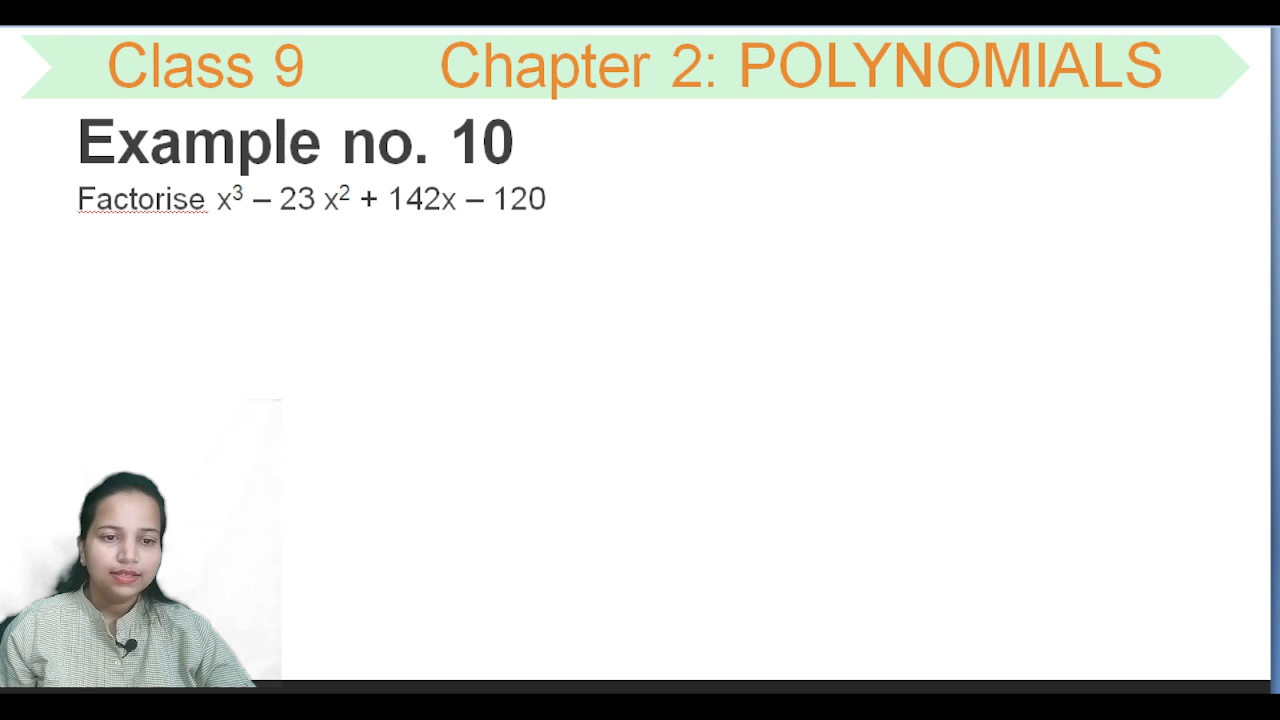 Class 9 Chapter 2: POLYNOMIALS
Example no. 10
Factorise x³ – 23 x² + 142x – 120